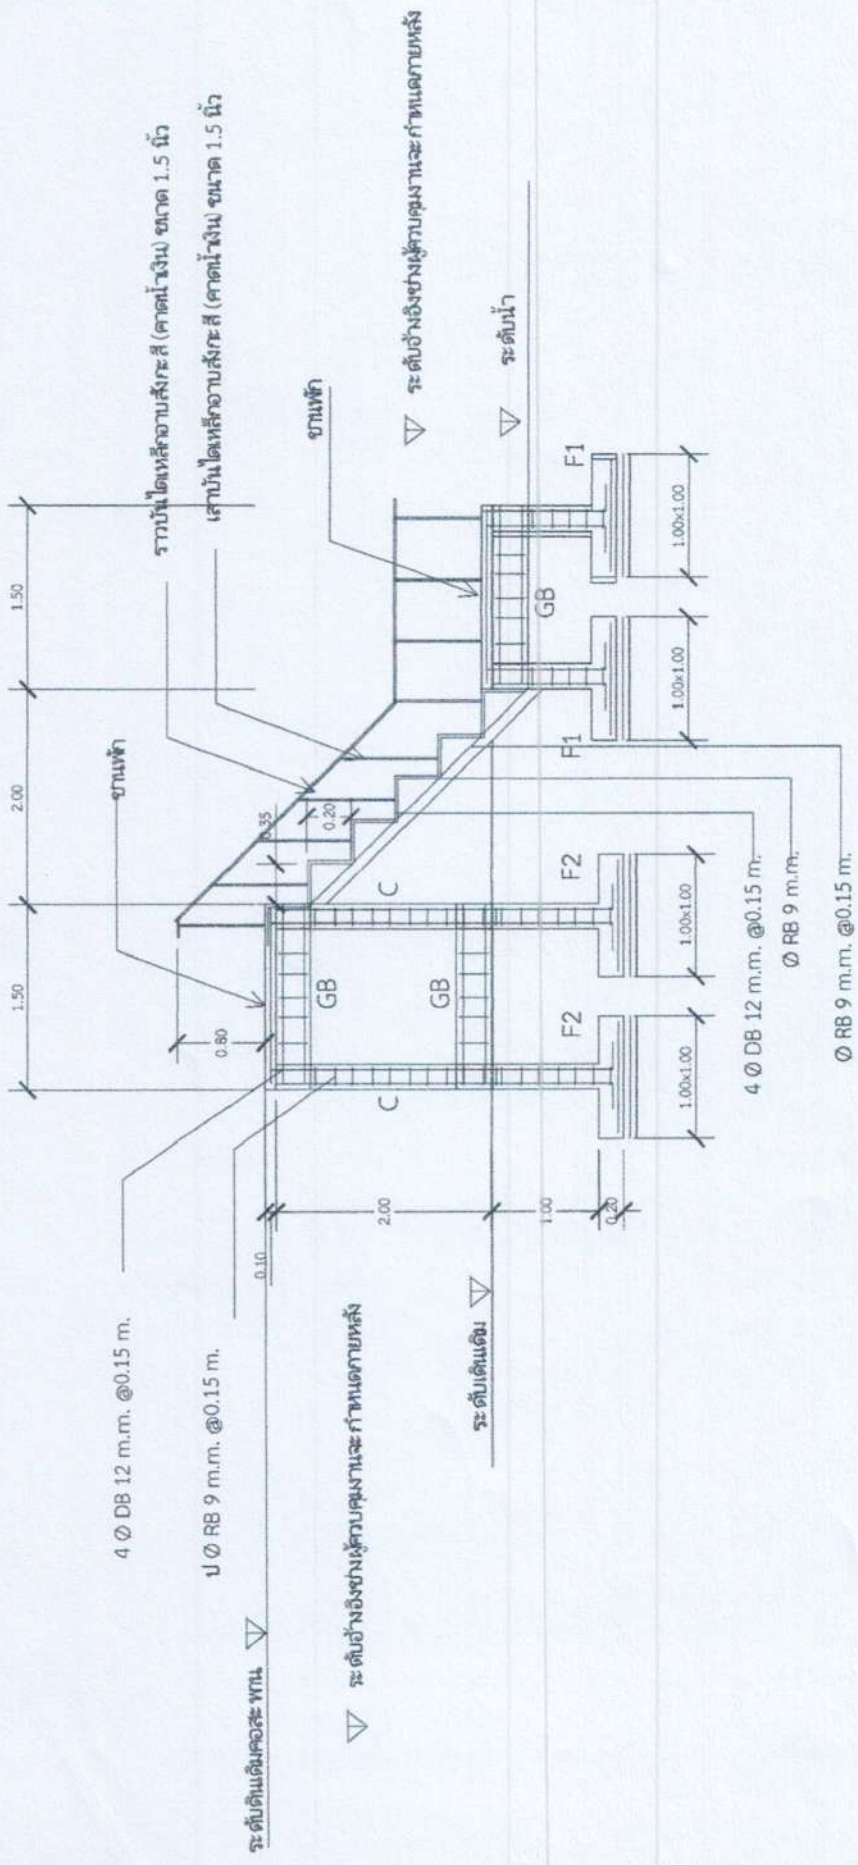 1.50
2.00
1.50
ราวบันไดเหล็กอาบสังกะสี (คาดน้ำเงิน) ขนาด 1.5 นิ้ว
เสาบันไดเหล็กอาบสังกะสี (คาดน้ำเงิน) ขนาด 1.5 นิ้ว
ชานพัก
ชานพัก
4 Ø DB 12 m.m. @0.15 m.
ป Ø RB 9 m.m. @0.15 m.
0.80
0.35
0.20
ระดับดินเดิมคอสะพาน
0.10
ระดับอ้างอิงช่างผู้ควบคุมงานจะกำหนดภายหลัง
ระดับอ้างอิงช่างผู้ควบคุมงานจะกำหนดภายหลัง
GB
C
C
2.00
GB
GB
ระดับดินเดิม
ระดับน้ำ
1.00
0.20
F2
F2
F1
F1
1.00x1.00
1.00x1.00
1.00x1.00
1.00x1.00
4 Ø DB 12 m.m. @0.15 m.
Ø RB 9 m.m.
Ø RB 9 m.m. @0.15 m.